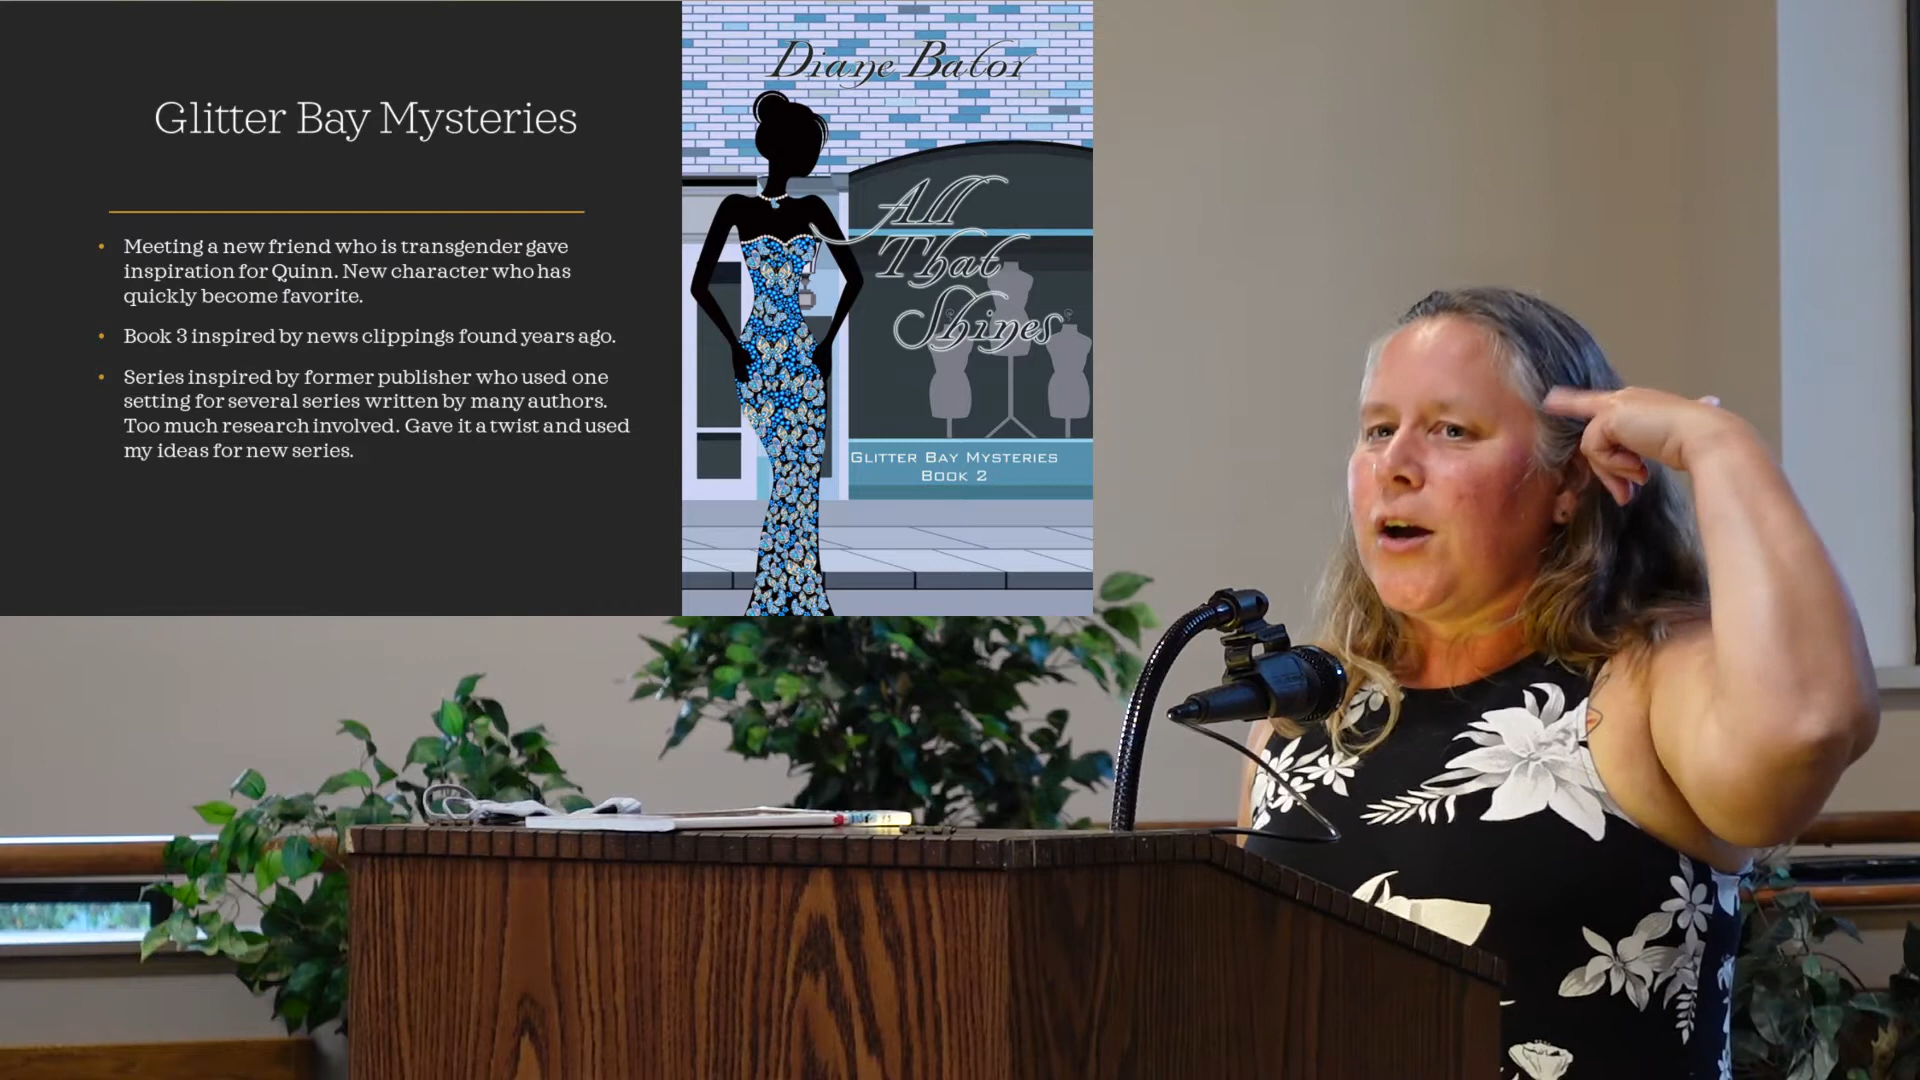 Glitter Bay Mysteries
• Meeting a new friend who is transgender gave
inspiration for Quinn. New character who has
quickly become favorite.
• Book 3 inspired by news clippings found years ago.
• Series inspired by former publisher who used one
setting for several series written by many authors.
Too much research involved. Gave it a twist and used
my ideas for new series.
Diane Bator
All
That
Shines
Glitter Bay Mysteries
Book 2